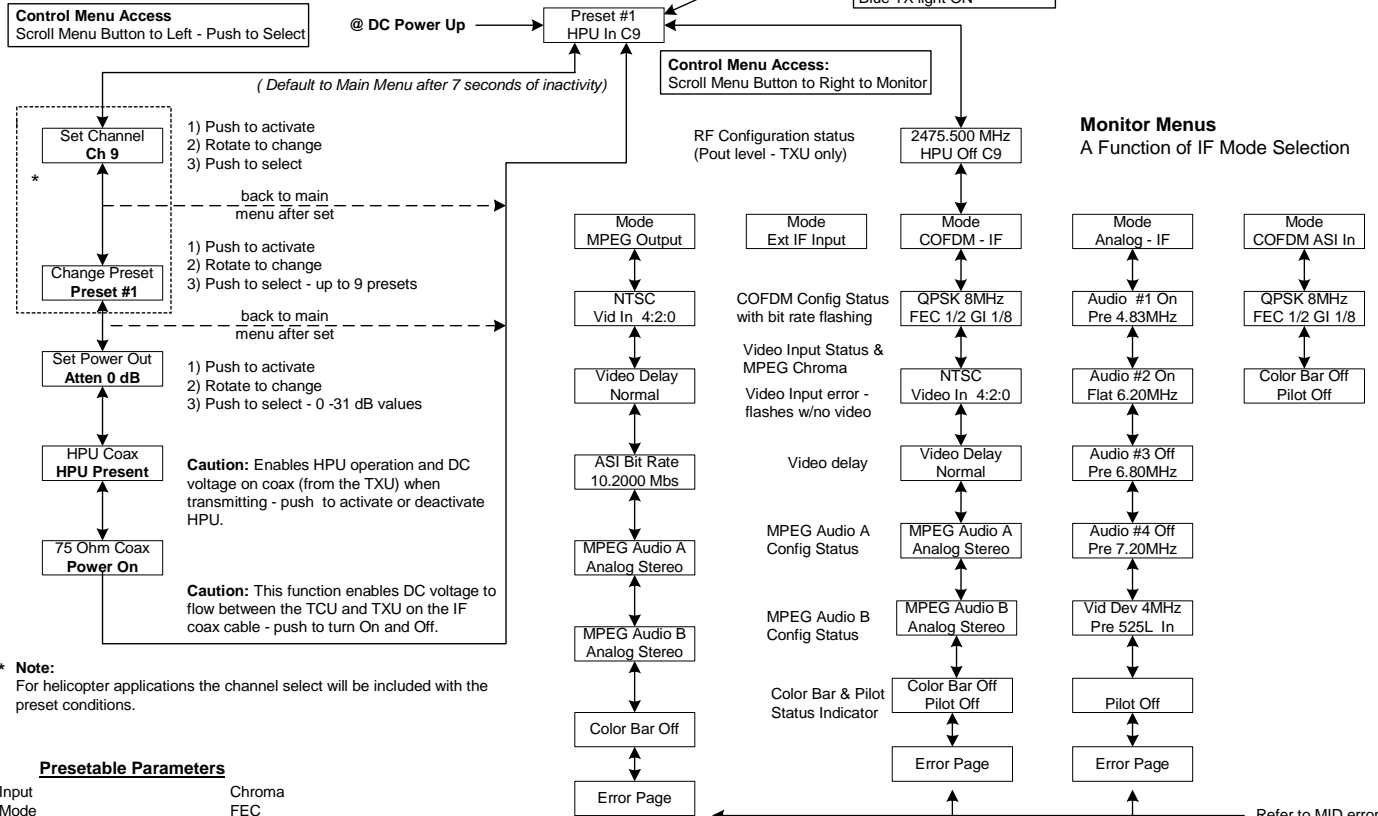 Blue TX light ON
Control Menu Access
Scroll Menu Button to Left - Push to Select
@ DC Power Up
Preset #1
HPU In C9
Control Menu Access:
Scroll Menu Button to Right to Monitor
( Default to Main Menu after 7 seconds of inactivity)
Set Channel
Ch 9
*
1) Push to activate
2) Rotate to change
3) Push to select
back to main
menu after set
Change Preset
Preset #1
1) Push to activate
2) Rotate to change
3) Push to select - up to 9 presets
back to main
menu after set
Set Power Out
Atten 0 dB
1) Push to activate
2) Rotate to change
3) Push to select - 0 -31 dB values
HPU Coax
HPU Present
Caution: Enables HPU operation and DC
voltage on coax (from the TXU) when
transmitting - push to activate or deactivate
HPU.
75 Ohm Coax
Power On
Caution: This function enables DC voltage to
flow between the TCU and TXU on the IF
coax cable - push to turn On and Off.
* Note:
For helicopter applications the channel select will be included with the
preset conditions.
Presetable Parameters
Input
Chroma
Mode
FEC
RF Configuration status
(Pout level - TXU only)
2475.500 MHz
HPU Off C9
Monitor Menus
A Function of IF Mode Selection
Mode
MPEG Output
NTSC
Vid In 4:2:0
Video Delay
Normal
ASI Bit Rate
10.2000 Mbs
MPEG Audio A
Analog Stereo
MPEG Audio B
Analog Stereo
Color Bar Off
Error Page
Mode
Ext IF Input
COFDM Config Status
with bit rate flashing
Video Input Status &
MPEG Chroma
Video Input error -
flashes w/no video
Video delay
MPEG Audio A
Config Status
MPEG Audio B
Config Status
Color Bar & Pilot
Status Indicator
Mode
COFDM - IF
QPSK 8MHz
FEC 1/2 GI 1/8
NTSC
Video In 4:2:0
Video Delay
Normal
MPEG Audio A
Analog Stereo
MPEG Audio B
Analog Stereo
Color Bar Off
Pilot Off
Error Page
Mode
Analog - IF
Audio #1 On
Pre 4.83MHz
Audio #2 On
Flat 6.20MHz
Audio #3 Off
Pre 6.80MHz
Audio #4 Off
Pre 7.20MHz
Vid Dev 4MHz
Pre 525L In
Pilot Off
Error Page
Mode
COFDM ASI In
QPSK 8MHz
FEC 1/2 GI 1/8
Color Bar Off
Pilot Off
Refer to MID error